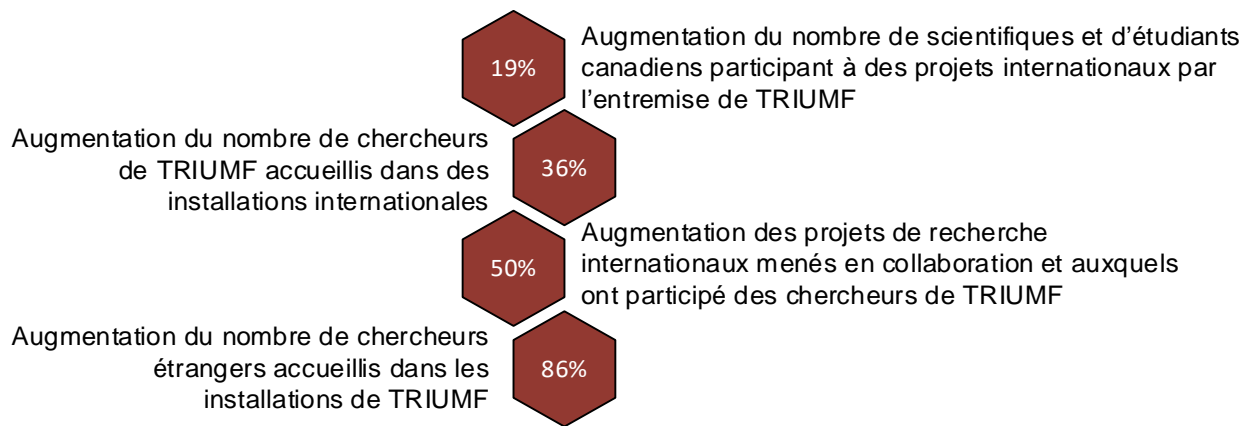 19%
Augmentation du nombre de scientifiques et d'étudiants
canadiens participant à des projets internationaux par
l'entremise de TRIUMF
Augmentation du nombre de chercheurs
de TRIUMF accueillis dans des
installations internationales
36%
50%
Augmentation des projets de recherche
internationaux menés en collaboration et auxquels
ont participé des chercheurs de TRIUMF
Augmentation du nombre de chercheurs
étrangers accueillis dans les
installations de TRIUMF
86%